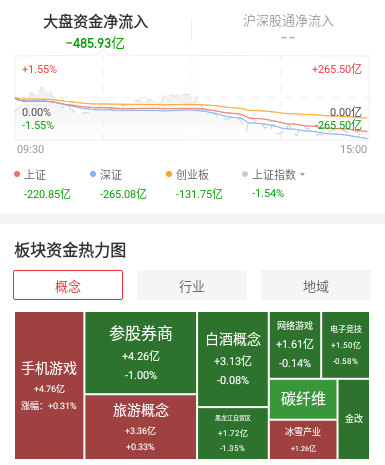 大盘资金净流入
沪深股通净流入
-485.93亿
--
+1.55%
+265.50亿
0.00%
0.00亿
-1.55%
-265.50亿
09:30
15:00
上证
深证
创业板
上证指数
-220.85亿
-265.08亿
-131.75亿
-1.54%
板块资金热力图
概念
行业
地域
手机游戏
+4.76亿
涨幅：+0.31%
参股券商
+4.26亿
-1.00%
旅游概念
+3.36亿
+0.33%
白酒概念
+3.13亿
-0.08%
黑龙江自贸区
+1.72亿
-1.35%
网络游戏
+1.61亿
-0.14%
电子竞技
+1.50亿
-0.58%
碳纤维
冰雪产业
+1.26亿
金改